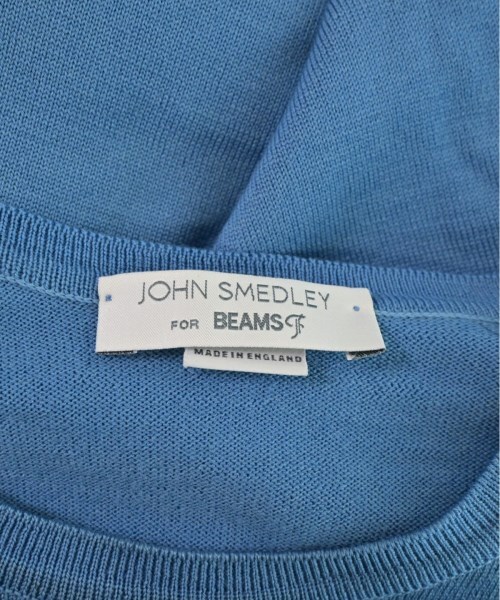 JOHN SMEDLEY
FOR BEAMS F
MADE IN ENGLAND